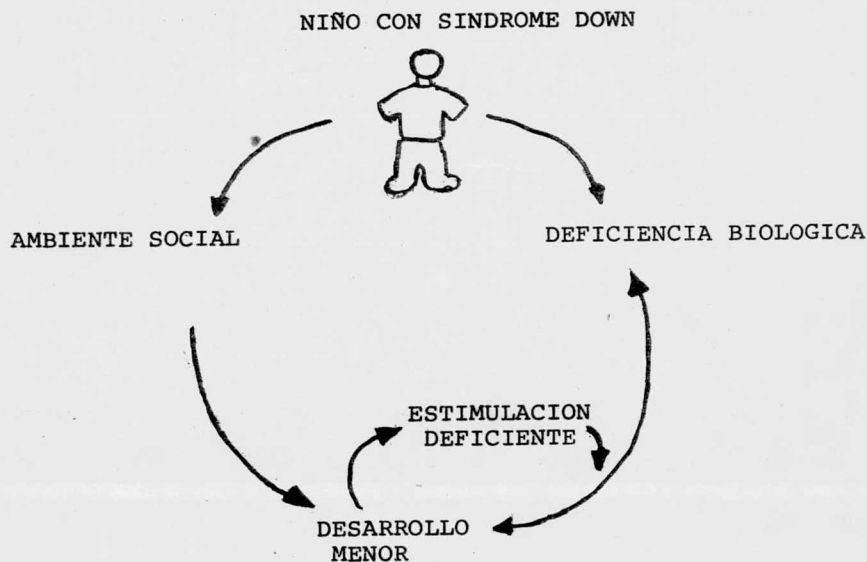 NIÑO CON SINDROME DOWN
AMBIENTE SOCIAL
DEFICIENCIA BIOLOGICA
ESTIMULACION
DEFICIENTE
DESARROLLO
MENOR